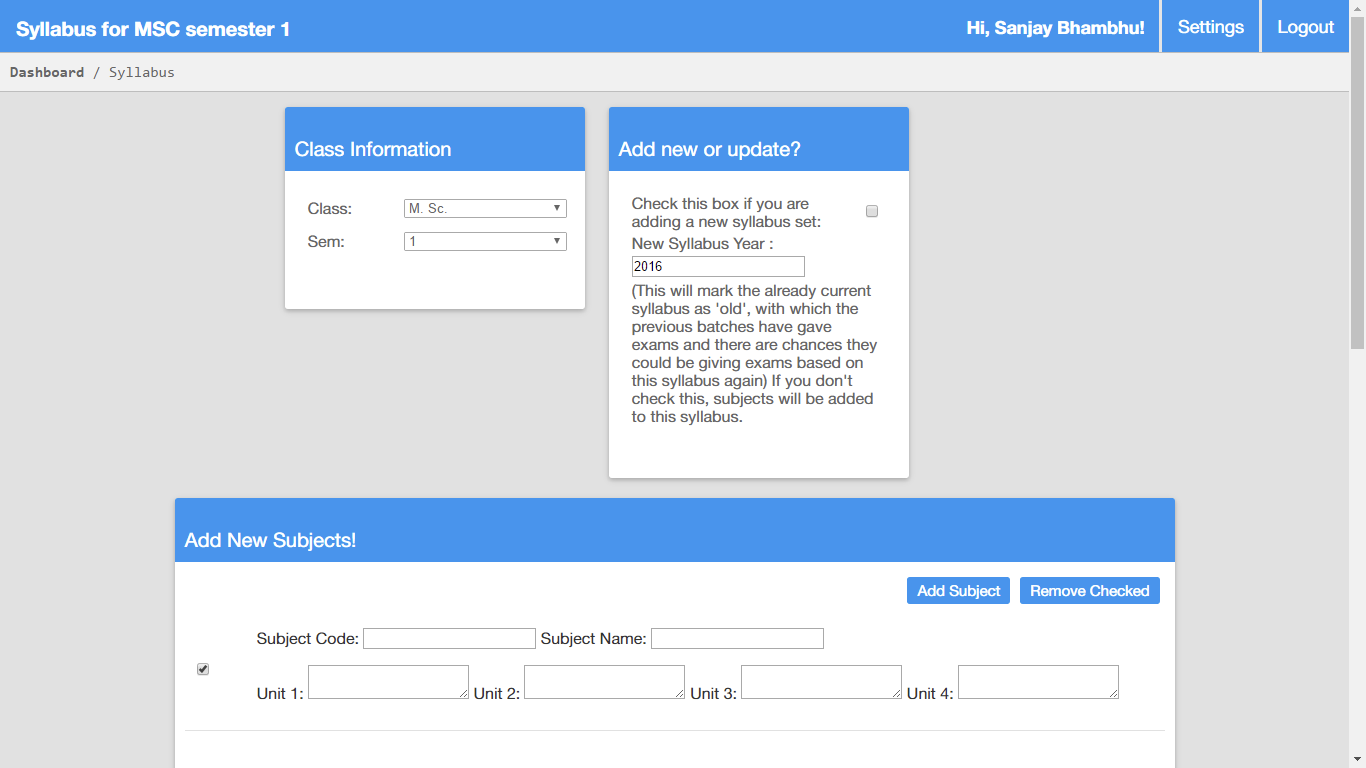 Syllabus for MSC semester 1
Hi, Sanjay Bhambhu!
Settings
Logout
Dashboard / Syllabus
Class Information
Class:
M. Sc.
Sem:
1
Add new or update?
Check this box if you are
adding a new syllabus set:
New Syllabus Year :
2016
(This will mark the already current
syllabus as 'old', with which the
previous batches have gave
exams and there are chances they
could be giving exams based on
this syllabus again) If you don't
check this, subjects will be added
to this syllabus.
Add New Subjects!
Add Subject
Remove Checked
Subject Code:
Subject Name:
Unit 1:
Unit 2:
Unit 3:
Unit 4: